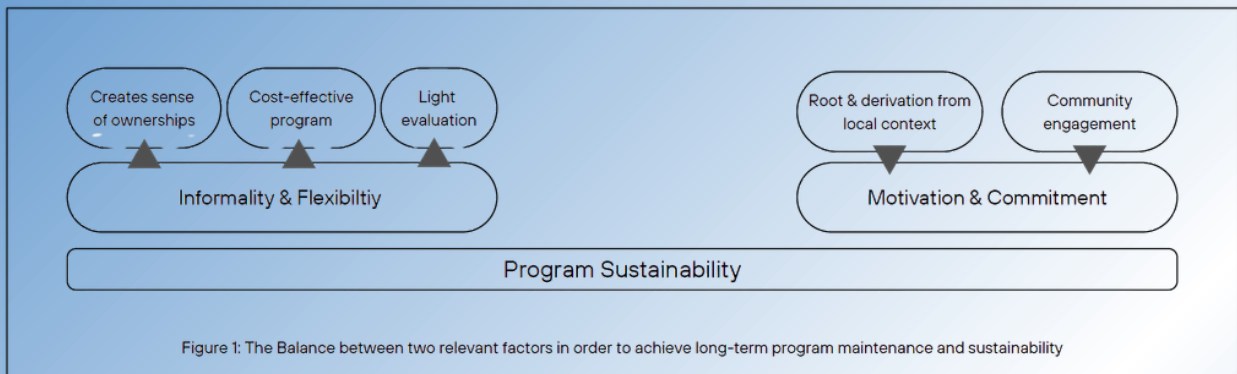 Creates sense
of ownerships
Cost-effective
program
Light
evaluation
Root & derivation from
local context
Community
engagement
Informality & Flexibiltiy
Motivation & Commitment
Program Sustainability
Figure 1: The Balance between two relevant factors in order to achieve long-term program maintenance and sustainability